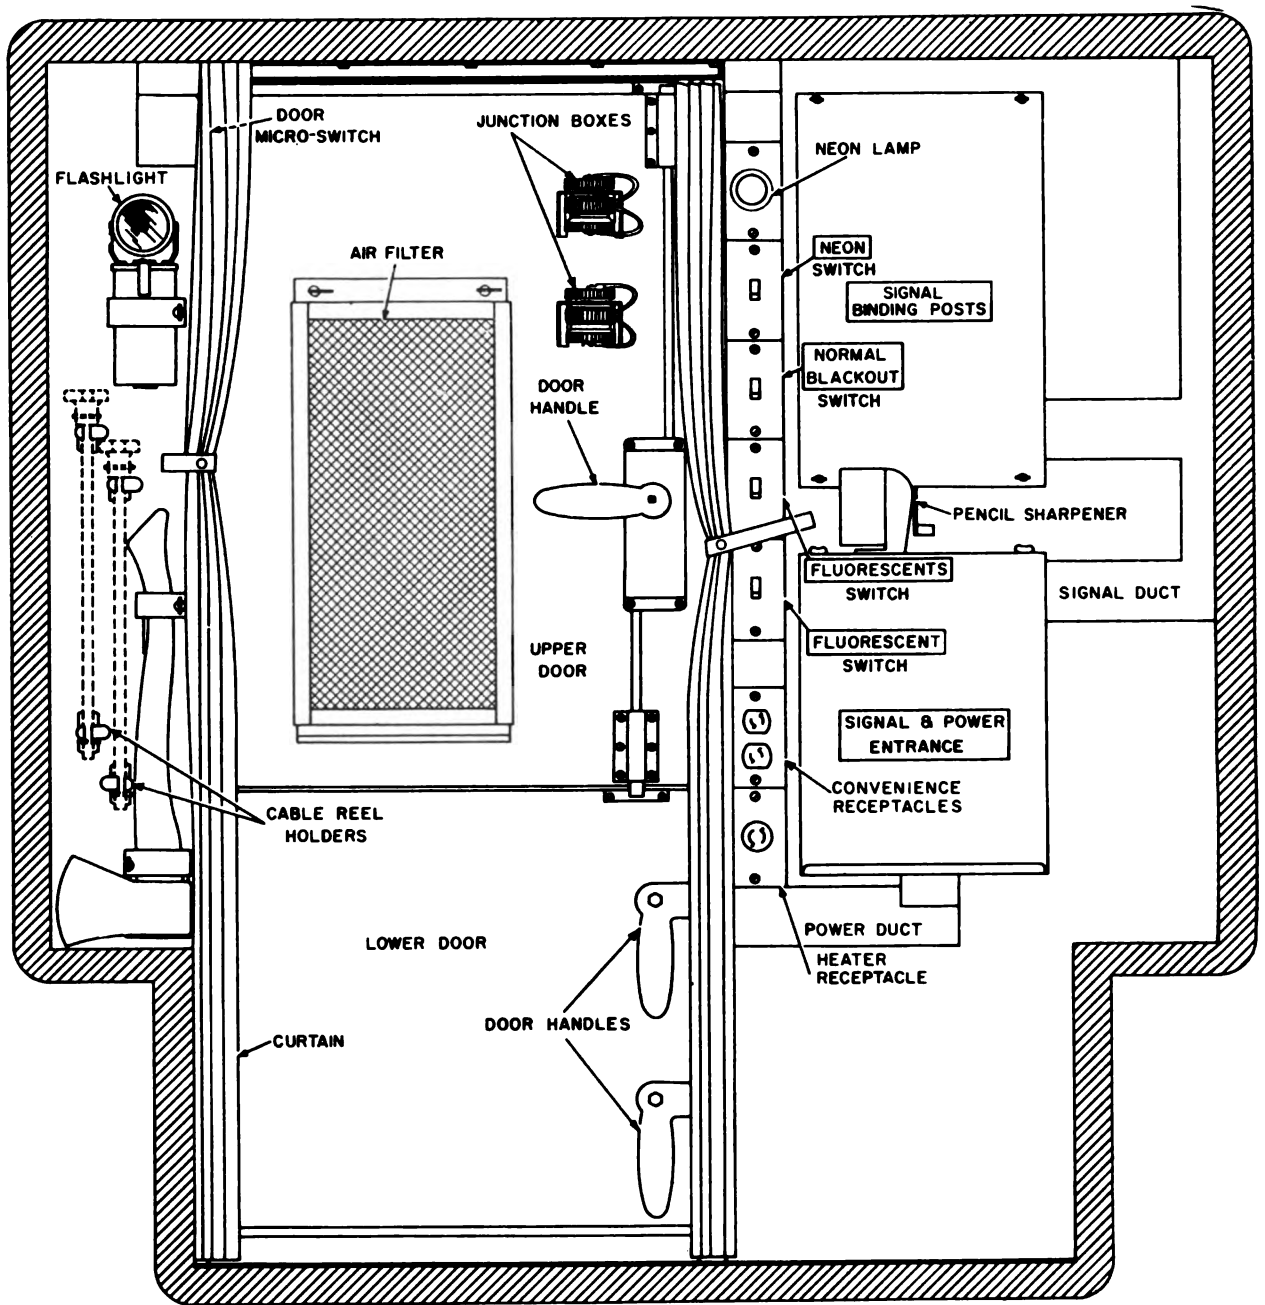 DOOR
MICRO-SWITCH
JUNCTION BOXES
NEON LAMP
FLASHLIGHT
AIR FILTER
NEON
SWITCH
SIGNAL
BINDING POSTS
NORMAL
BLACKOUT
SWITCH
DOOR
HANDLE
PENCIL SHARPENER
FLUORESCENTS
SWITCH
SIGNAL DUCT
FLUORESCENT
SWITCH
UPPER
DOOR
SIGNAL & POWER
ENTRANCE
CONVENIENCE
RECEPTACLES
CABLE REEL
HOLDERS
LOWER DOOR
POWER DUCT
HEATER
RECEPTACLE
DOOR HANDLES
CURTAIN